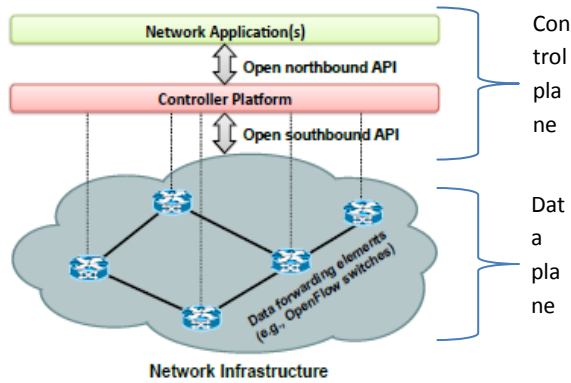 Network Application(s)
Open northbound API
Controller Platform
Open southbound API
Con
trol
pla
ne
Data forwarding elements
(e.g., OpenFlow switches)
Dat
a
pla
ne
Network Infrastructure